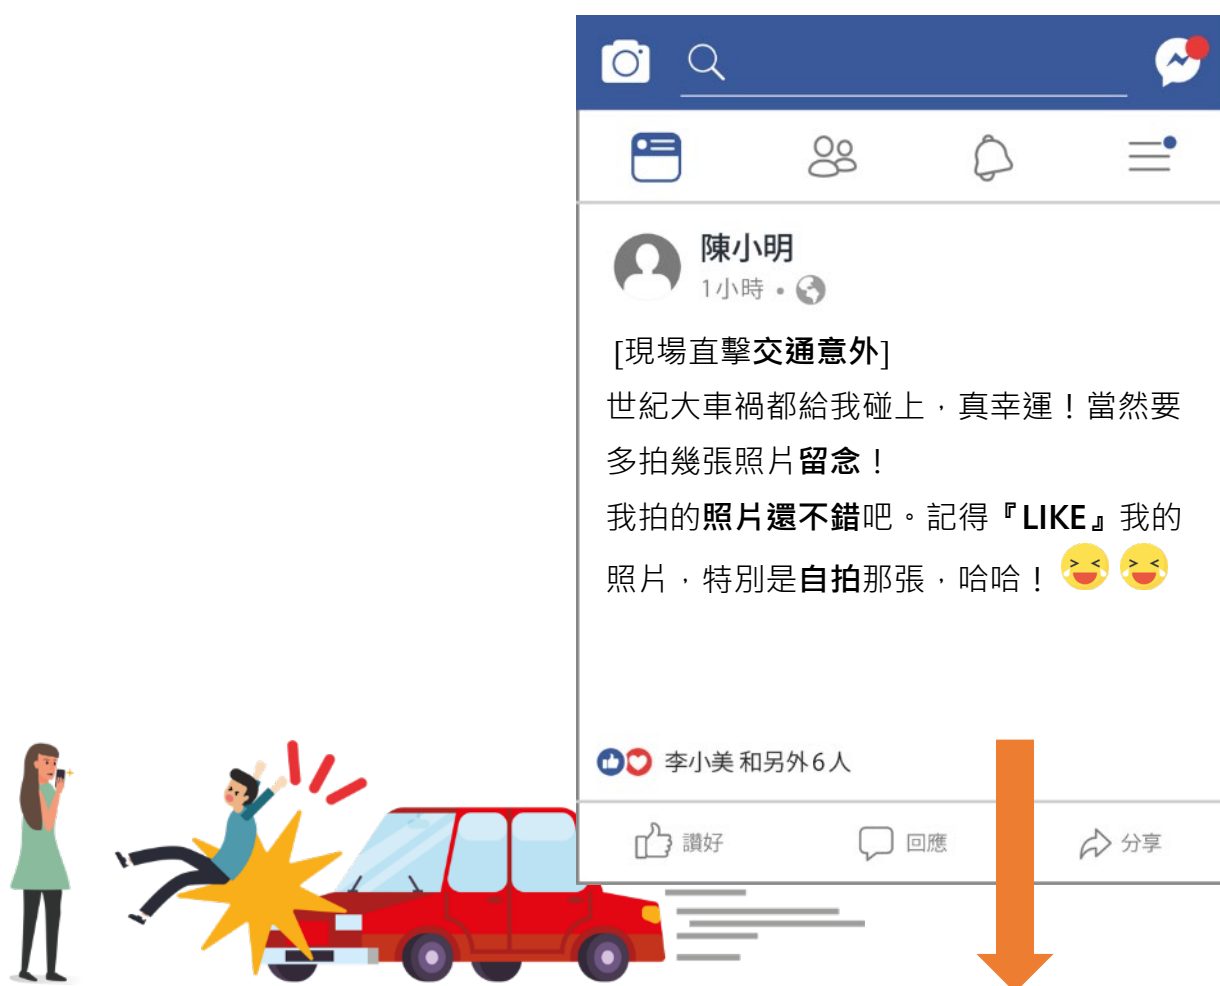 陳小明
1小時
[現場直擊交通意外]
世紀大車禍都給我碰上，真幸運！當然要
多拍幾張照片留念！
我拍的照片還不錯吧。記得『LIKE』我的
照片，特別是自拍那張，哈哈！
李小美 和另外6人
讚好 回應 分享